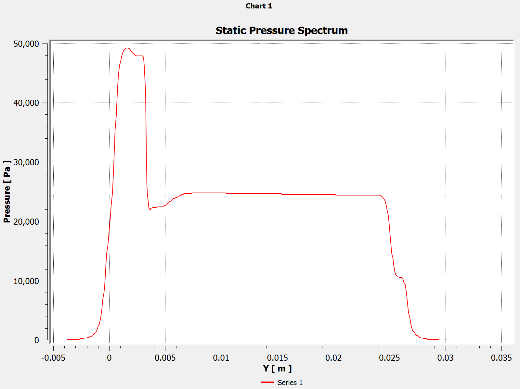 Chart 1
Static Pressure Spectrum
50,000
40,000
30,000
20,000
10,000
0
Pressure [ Pa ]
-0.005 0 0.005 0.01 0.015 0.02 0.025 0.03 0.035
Y [ m ]
Series 1